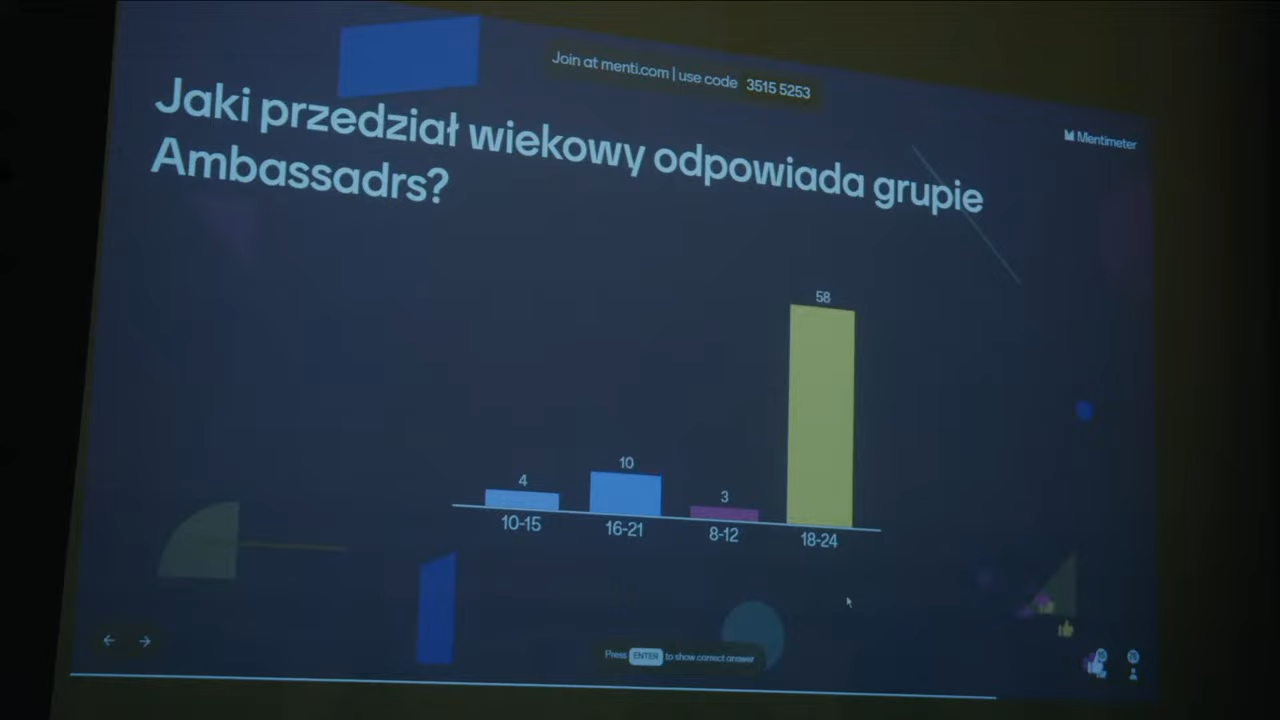 Join at menti.com | use code 3515 5253
Mentimeter
Jaki przedział wiekowy odpowiada grupie
Ambassadrs?
58
10
4
3
10-15
16-21
8-12
18-24
Press ENTER to show correct answer